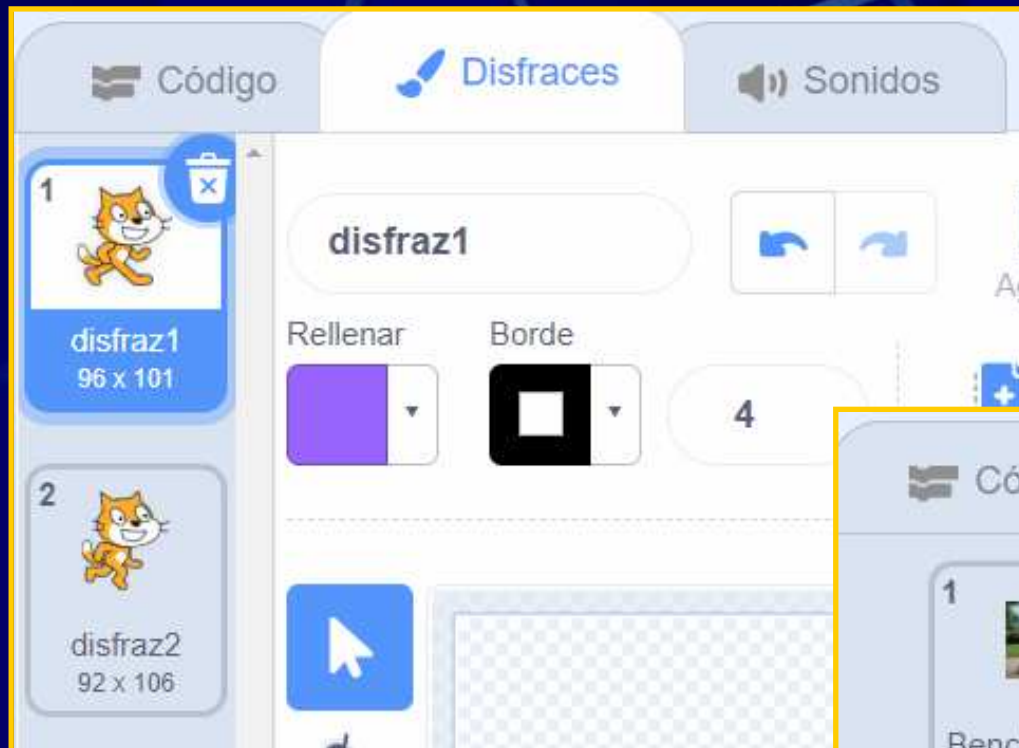 Código
Disfraces
Sonidos
1
disfraz1
96 x 101
disfraz1
Rellenar
Borde
4
2
disfraz2
92 x 106
1